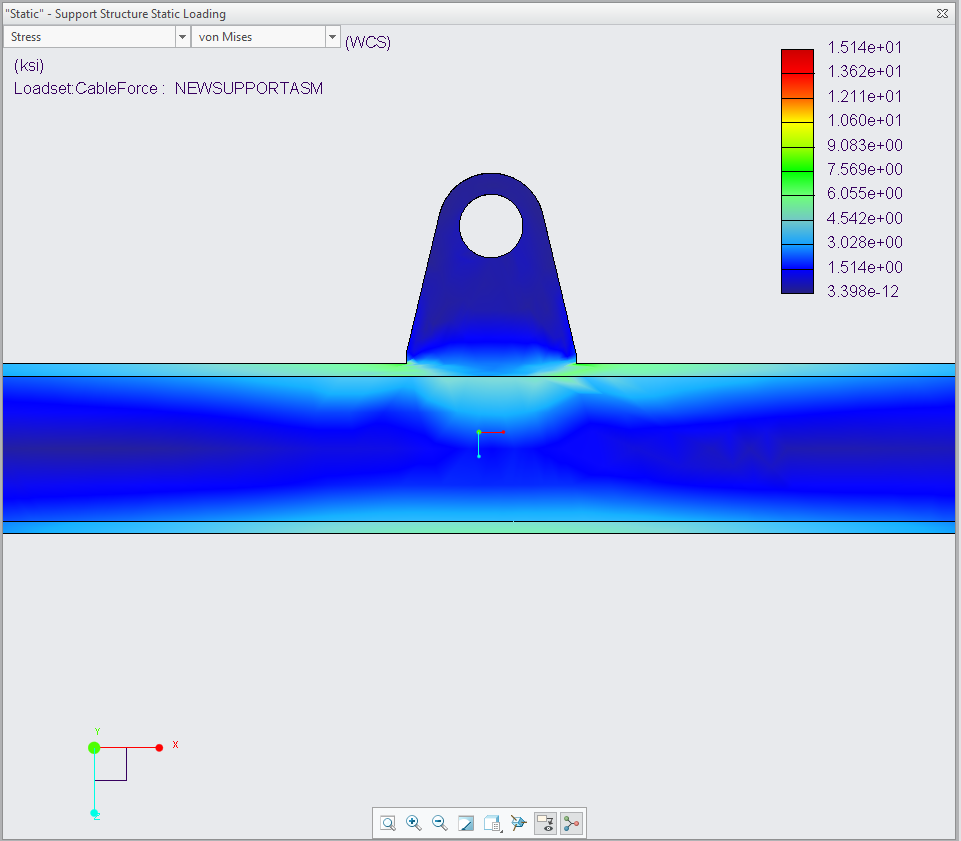 "Static" - Support Structure Static Loading
Stress von Mises (WCS)
(ksi)
Loadset:CableForce : NEWSUPPORTASM
1.514e+01
1.362e+01
1.211e+01
1.060e+01
9.083e+00
7.569e+00
6.055e+00
4.542e+00
3.028e+00
1.514e+00
3.398e-12
Y
X
Z